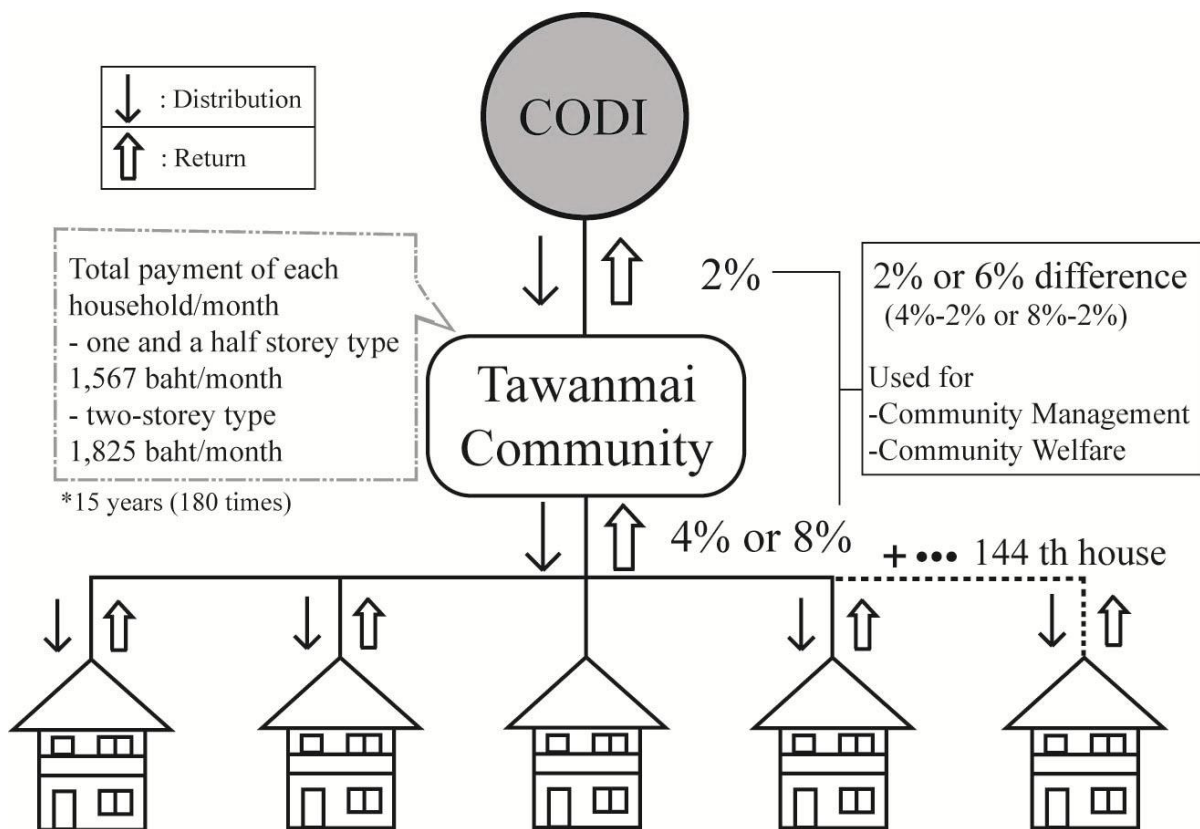 CODI
: Distribution
: Return
Total payment of each
household/month
- one and a half storey type
1,567 baht/month
- two-storey type
1,825 baht/month
*15 years (180 times)
2%
2% or 6% difference
(4%-2% or 8%-2%)
Used for
-Community Management
-Community Welfare
Tawanmai
Community
4% or 8%
+ ••• 144 th house